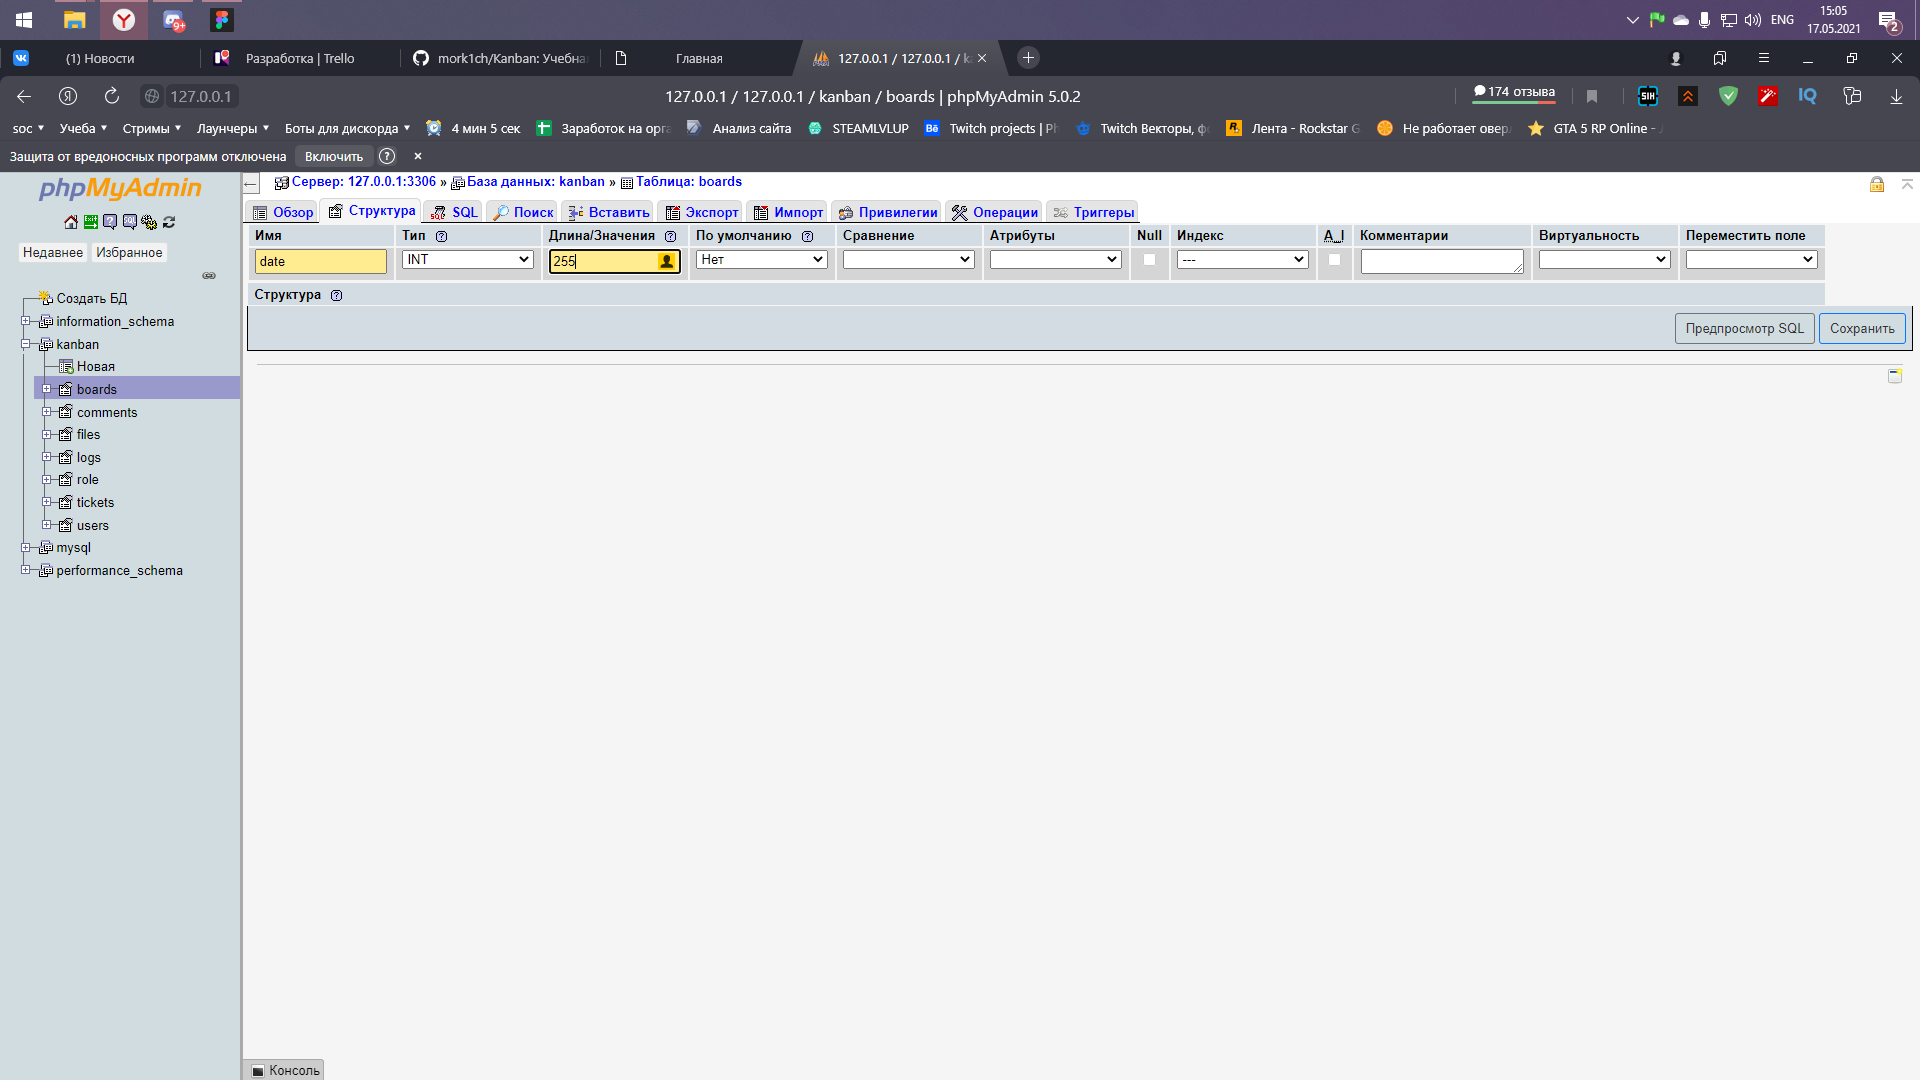 9+
ENG
15:05
17.05.2021
2
(1) Новости
Разработка | Trello
mork1ch/Kanban: Учебна
Главная
127.0.0.1 / 127.0.0.1 / k
127.0.0.1
127.0.0.1 / 127.0.0.1 / kanban / boards | phpMyAdmin 5.0.2
174 отзыва
SIH
IQ
soc
Учеба
Стримы
Лаунчеры
Боты для дискорда
4 мин 5 сек
Заработок на орга
Анализ сайта
STEAMLVLUP
Bē Twitch projects | Ph
Twitch Векторы, фо
Лента - Rockstar G
Не работает овер
GTA 5 RP Online -
Защита от вредоносных программ отключена
Включить
phpMyAdmin
Недавнее
Избранное
Создать БД
information_schema
kanban
Новая
boards
comments
files
logs
role
tickets
users
mysql
performance_schema
Сервер: 127.0.0.1:3306 » База данных: kanban » Таблица: boards
Обзор
Структура
SQL
Поиск
Вставить
Экспорт
Импорт
Привилегии
Операции
Триггеры
Имя
Тип
Длина/Значения
По умолчанию
Сравнение
Атрибуты
Null
Индекс
A_I
Комментарии
Виртуальность
Переместить поле
date
INT
255
Нет
---
Структура
Предпросмотр SQL
Сохранить
Консоль